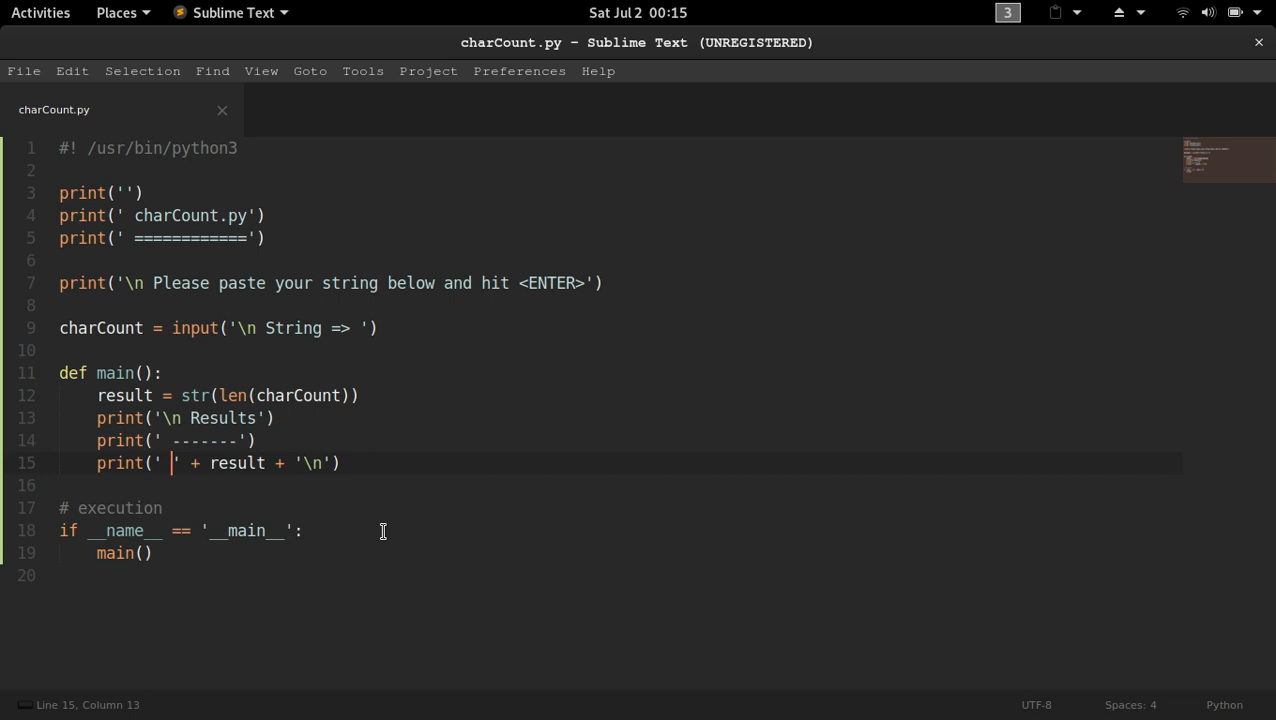 Activities Places Sublime Text Sat Jul 2 00:15 3
charCount.py - Sublime Text (UNREGISTERED)
File Edit Selection Find View Goto Tools Project Preferences Help
charCount.py
1 #! /usr/bin/python3
2
3 print('')
4 print(' charCount.py')
5 print(' ============')
6
7 print('\n Please paste your string below and hit <ENTER>')
8
9 charCount = input('\n String => ')
10
11 def main():
12     result = str(len(charCount))
13     print('\n Results')
14     print(' -------')
15     print(' ' + result + '\n')
16
17 # execution
18 if __name__ == '__main__':
19     main()
20
Line 15, Column 13 UTF-8 Spaces: 4 Python